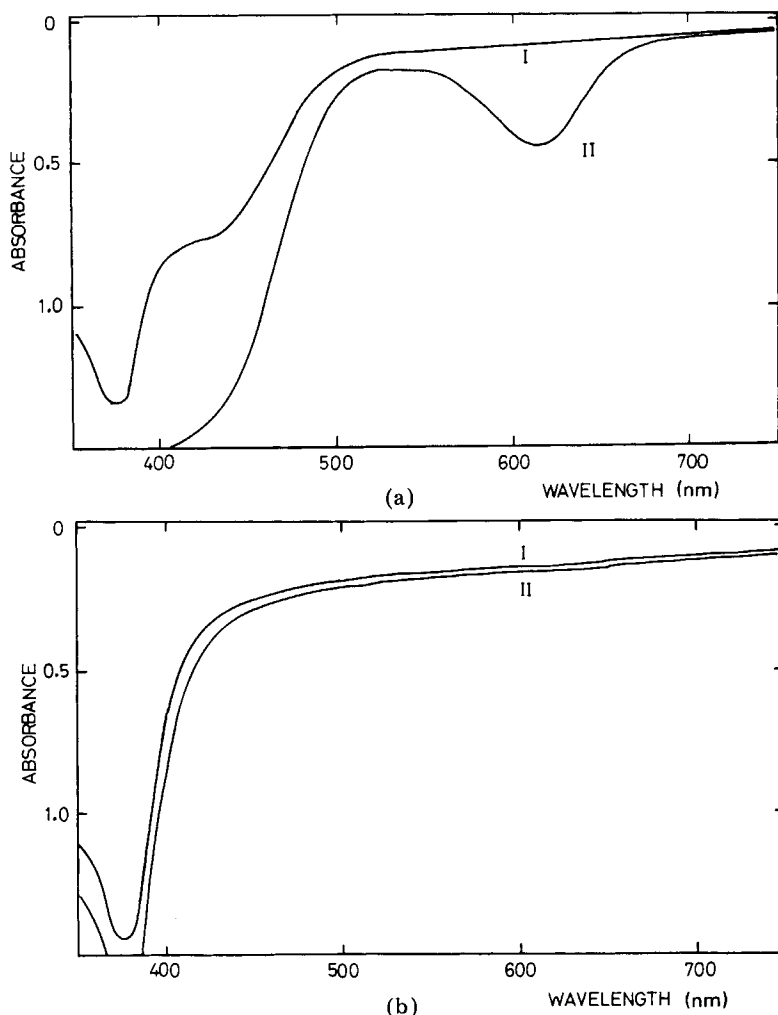 0
0.5
1.0
ABSORBANCE
I
II
400
500
600
700
WAVELENGTH (nm)
(a)
0
0.5
1.0
ABSORBANCE
I
II
400
500
600
700
WAVELENGTH (nm)
(b)